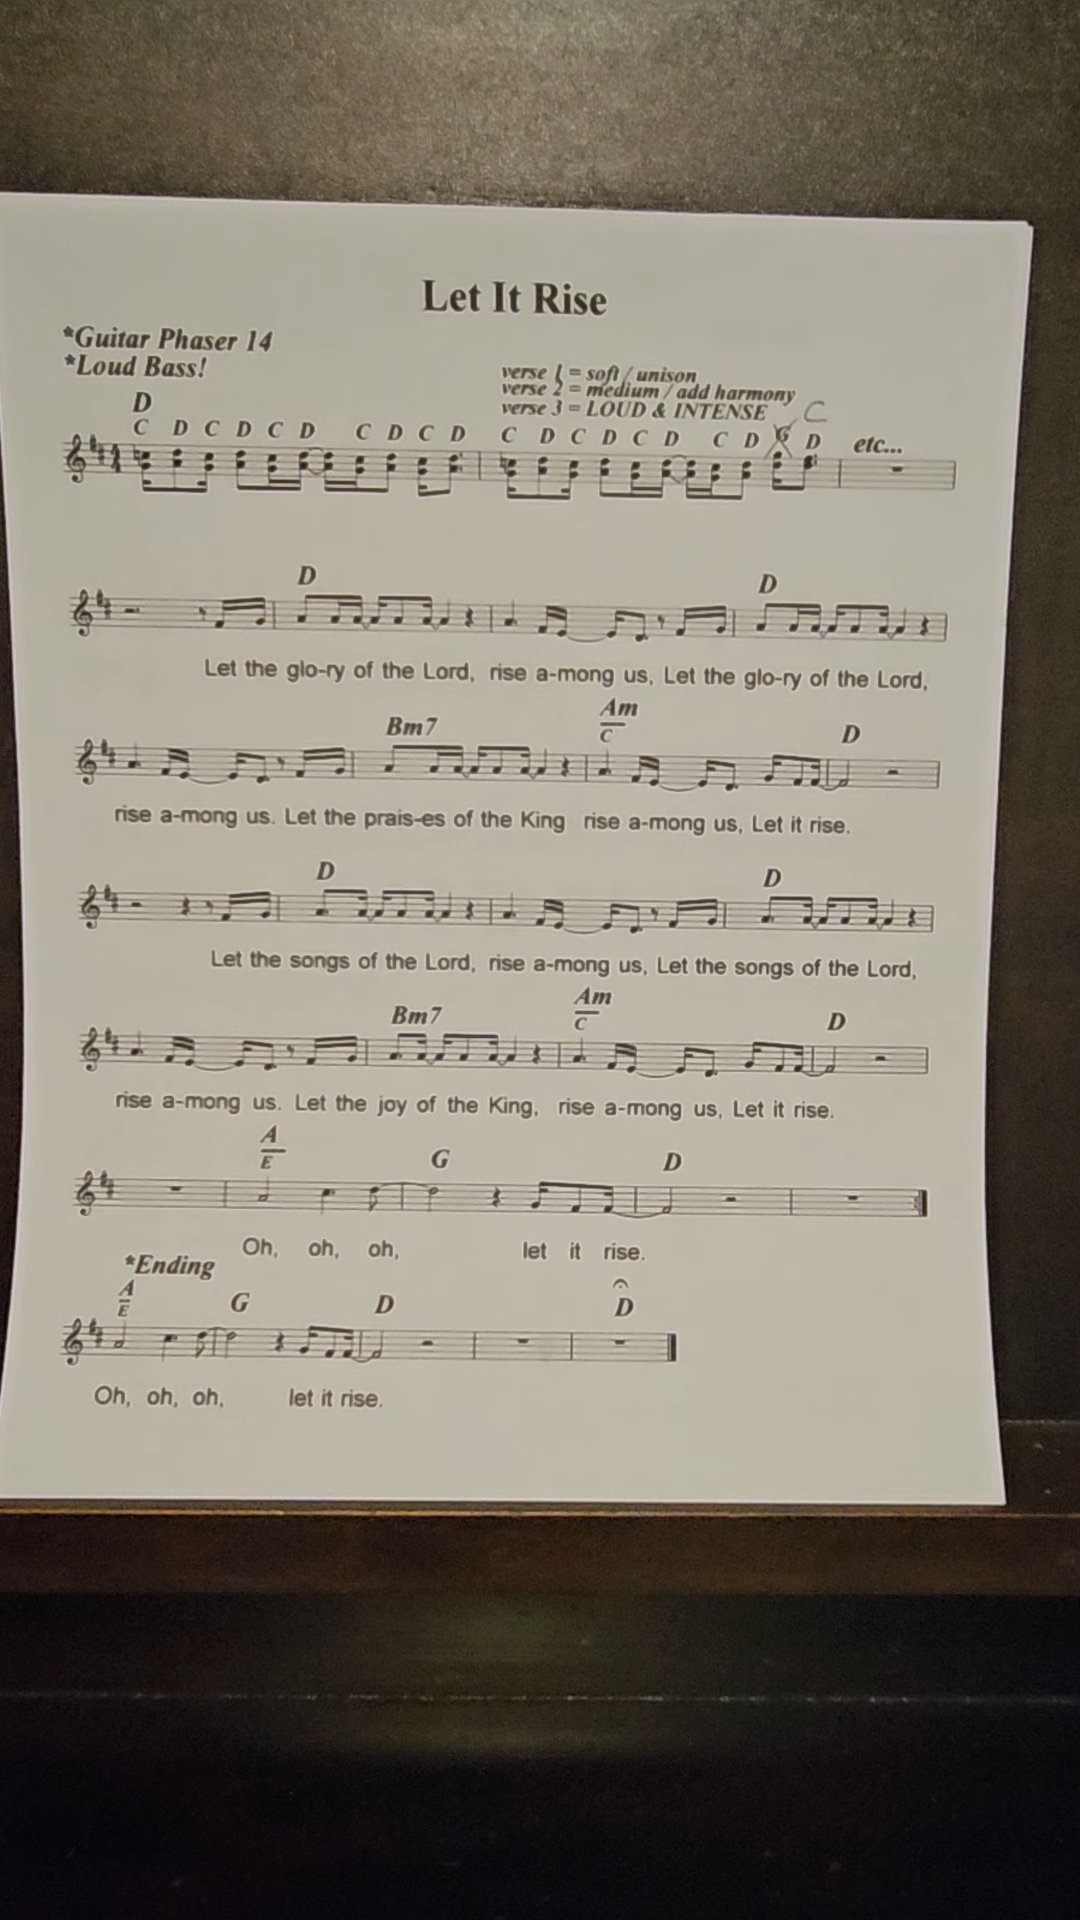 Let It Rise
*Guitar Phaser 14
*Loud Bass!
verse 1 = soft / unison
verse 2 = medium / add harmony
verse 3 = LOUD & INTENSE
C
D
C D C D C D C D C D C D C D C D C D G D etc...
D D
Let the glo-ry of the Lord, rise a-mong us, Let the glo-ry of the Lord,
Bm7 Am/C D
rise a-mong us. Let the prais-es of the King rise a-mong us, Let it rise.
D D
Let the songs of the Lord, rise a-mong us, Let the songs of the Lord,
Bm7 Am/C D
rise a-mong us. Let the joy of the King, rise a-mong us, Let it rise.
A/E G D
Oh, oh, oh, let it rise.
*Ending
A/E G D D
Oh, oh, oh, let it rise.